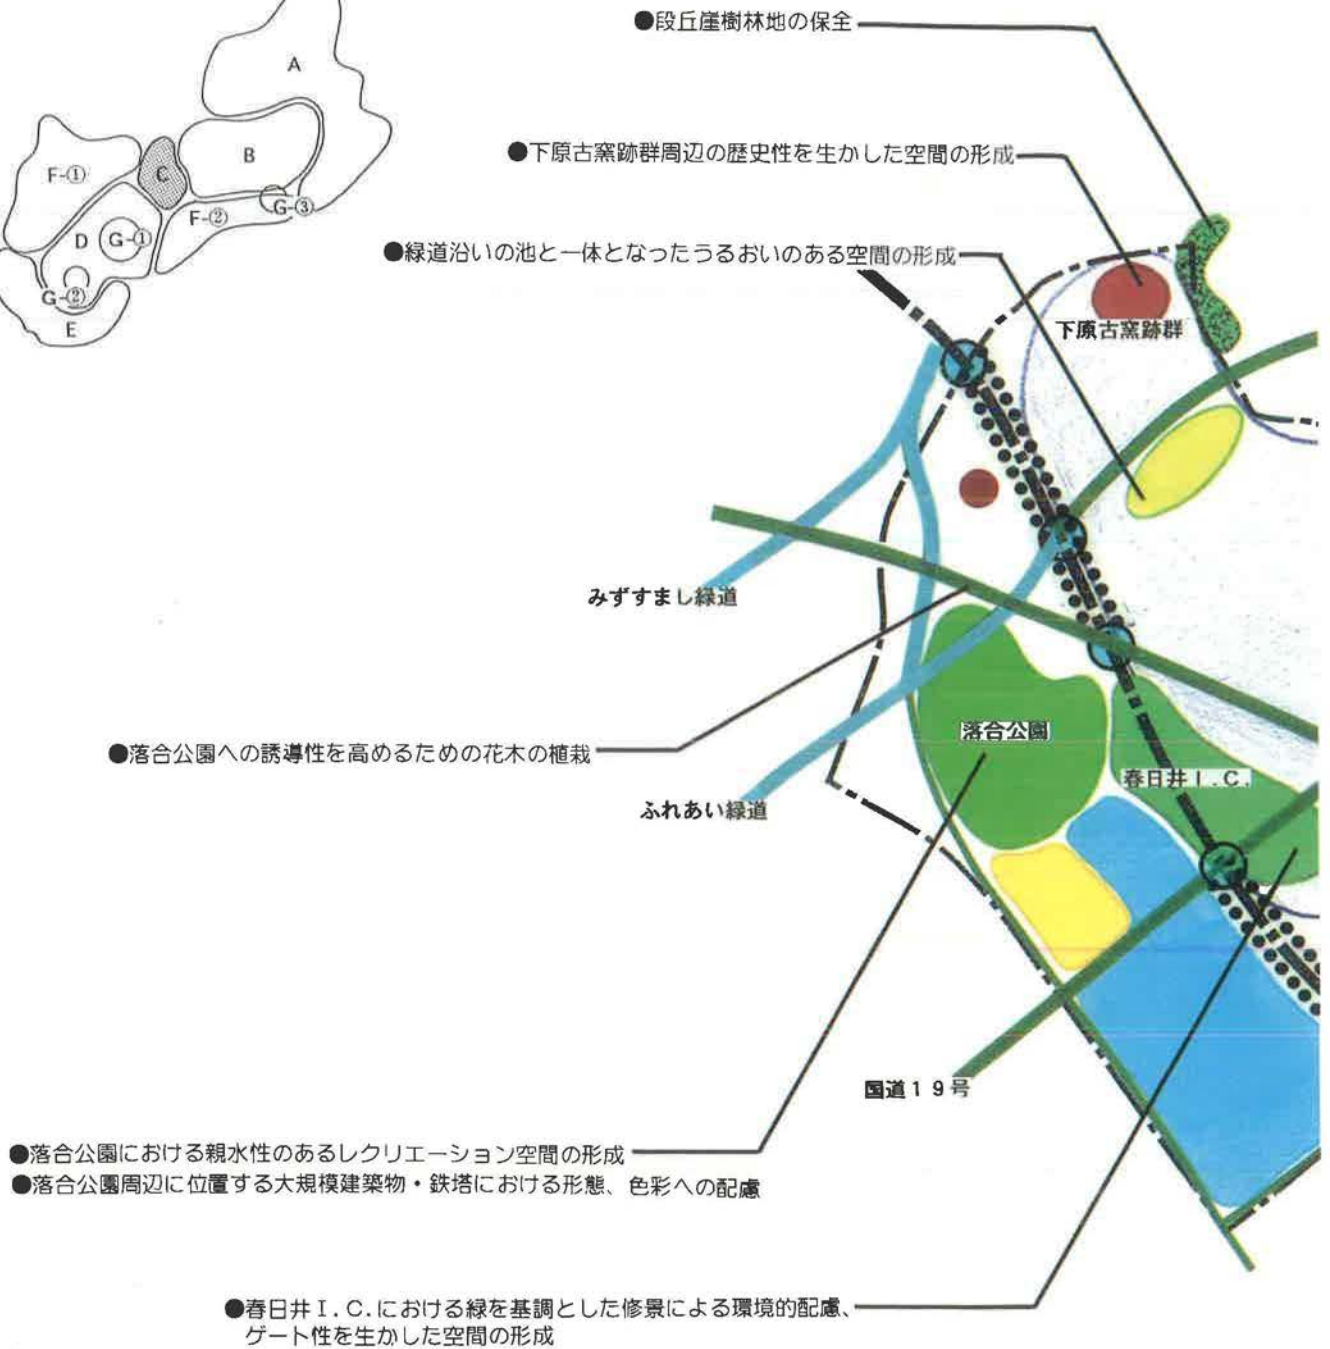 ●段丘崖樹林地の保全
A
●下原古窯跡群周辺の歴史性を生かした空間の形成
B
F-①
C
G-③
F-②
D
G-①
●緑道沿いの池と一体となったうるおいのある空間の形成
G-②
E
下原古窯跡群
みずすまし緑道
落合公園
●落合公園への誘導性を高めるための花木の植栽
春日井I.C.
ふれあい緑道
国道19号
●落合公園における親水性のあるレクリエーション空間の形成
●落合公園周辺に位置する大規模建築物・鉄塔における形態、色彩への配慮
●春日井I.C.における緑を基調とした修景による環境的配慮、
ゲート性を生かした空間の形成